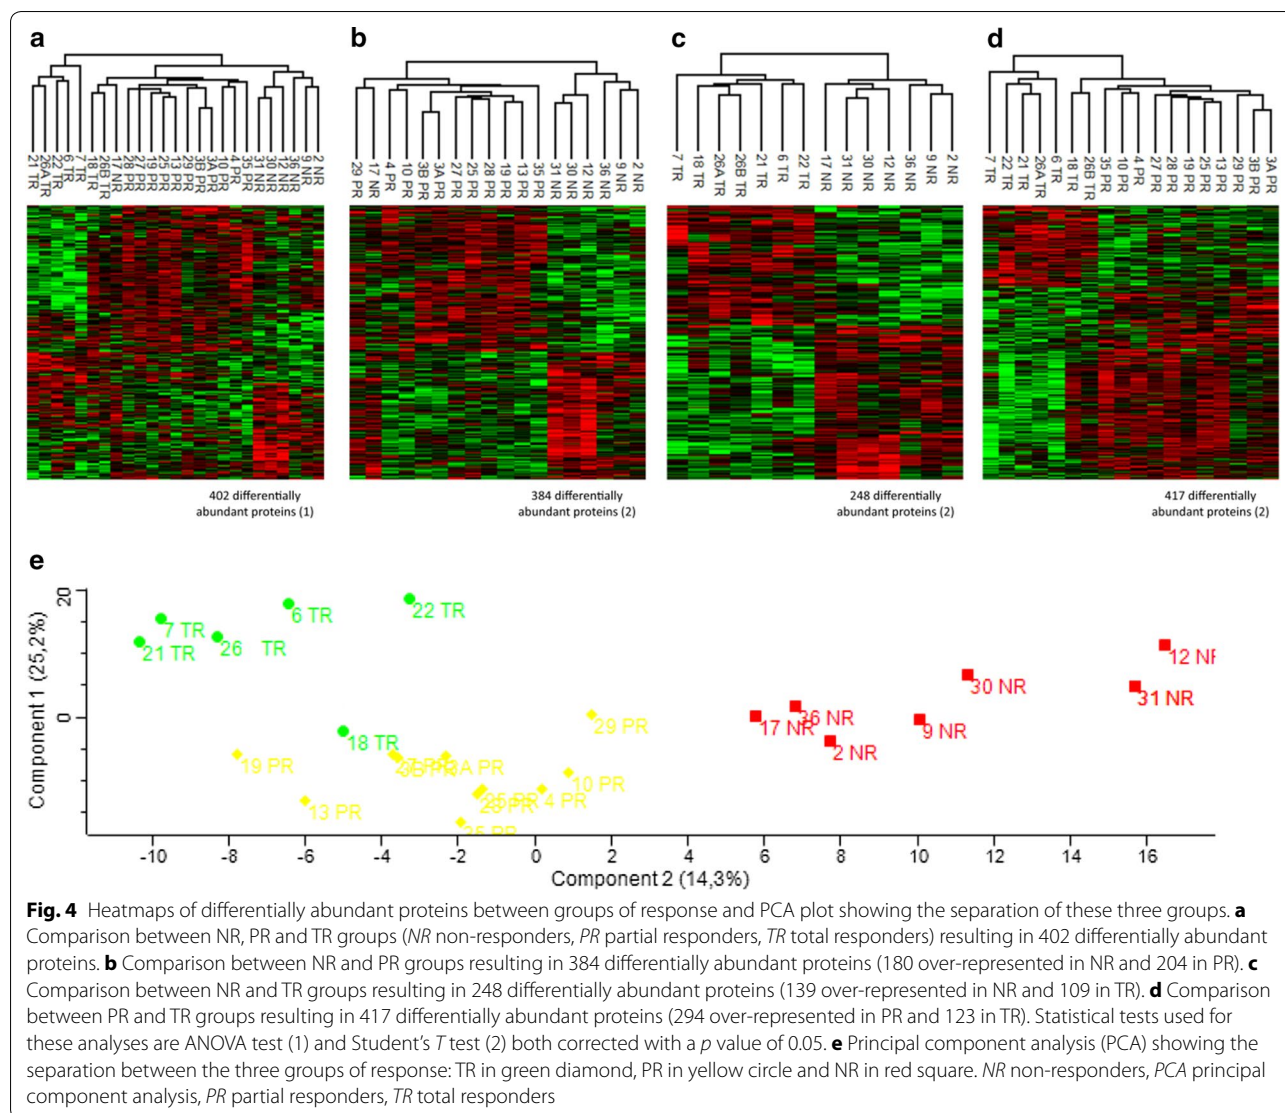 a
b
c
d
21 TR
26A TR
22 TR
6 TR
7 TR
18 TR
26B TR
17 NR
28 PR
27 PR
19 PR
25 PR
13 PR
29 PR
3B PR
3A PR
10 PR
4 PR
35 PR
31 NR
30 NR
12 NR
36 NR
9 NR
2 NR
29 PR
17 NR
4 PR
10 PR
3B PR
3A PR
27 PR
25 PR
28 PR
19 PR
13 PR
35 PR
31 NR
30 NR
12 NR
36 NR
9 NR
2 NR
7 TR
18 TR
26A TR
26B TR
21 TR
6 TR
22 TR
17 NR
31 NR
30 NR
12 NR
36 NR
9 NR
2 NR
7 TR
22 TR
21 TR
26A TR
6 TR
18 TR
26B TR
35 PR
10 PR
4 PR
27 PR
28 PR
19 PR
25 PR
13 PR
29 PR
3B PR
3A PR
402 differentially
abundant proteins (1)
384 differentially
abundant proteins (2)
248 differentially
abundant proteins (2)
417 differentially
abundant proteins (2)
e
Component 1 (25,2%)
20
0
22 TR
6 TR
7 TR
21 TR
26 TR
18 TR
12 NR
30 NR
31 NR
29 PR
17 NR
36 NR
9 NR
2 NR
19 PR
3A PR
10 PR
13 PR
4 PR
-10
-8
-6
-4
-2
0
2
4
6
8
10
12
14
16
Component 2 (14,3%)
Fig. 4 Heatmaps of differentially abundant proteins between groups of response and PCA plot showing the separation of these three groups. a
Comparison between NR, PR and TR groups (NR non-responders, PR partial responders, TR total responders) resulting in 402 differentially abundant
proteins. b Comparison between NR and PR groups resulting in 384 differentially abundant proteins (180 over-represented in NR and 204 in PR). c
Comparison between NR and TR groups resulting in 248 differentially abundant proteins (139 over-represented in NR and 109 in TR). d Comparison
between PR and TR groups resulting in 417 differentially abundant proteins (294 over-represented in PR and 123 in TR). Statistical tests used for
these analyses are ANOVA test (1) and Student's T test (2) both corrected with a p value of 0.05. e Principal component analysis (PCA) showing the
separation between the three groups of response: TR in green diamond, PR in yellow circle and NR in red square. NR non-responders, PCA principal
component analysis, PR partial responders, TR total responders